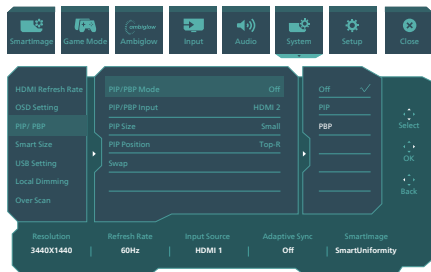 ambiglow
SmartImage Game Mode Ambiglow Input Audio System Setup Close
HDMI Refresh Rate PIP/PBP Mode Off Off
OSD Setting PIP/PBP Input HDMI 2 PIP
PIP/ PBP PIP Size Small PBP
Select
Smart Size PIP Position Top-R
USB Setting Swap
OK
Local Dimming
Back
Over Scan
Resolution Refresh Rate Input Source Adaptive Sync SmartImage
3440X1440 60Hz HDMI 1 Off SmartUniformity